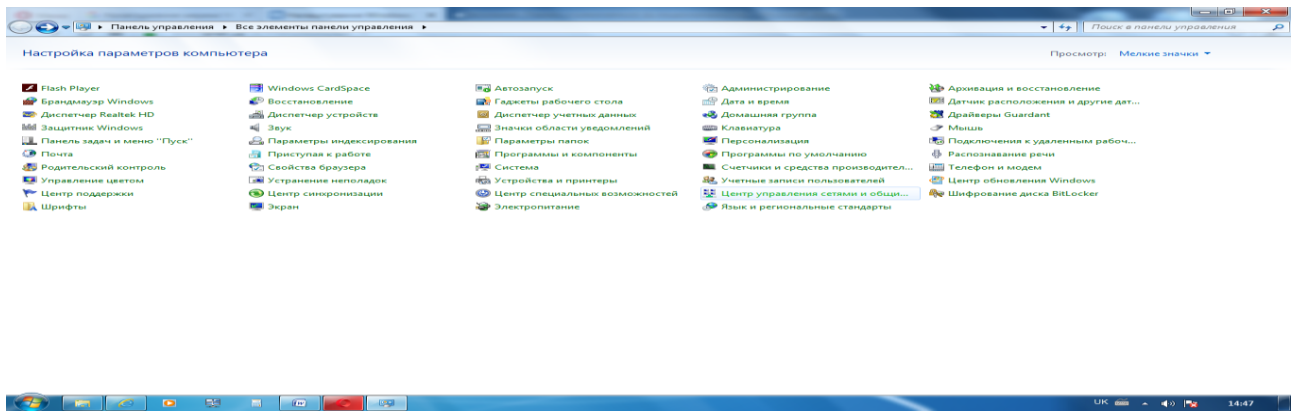 Панель управления ▸ Все элементы панели управления ▸
Поиск в панели управления
Настройка параметров компьютера
Просмотр: Мелкие значки
Flash Player
Windows CardSpace
Автозапуск
Администрирование
Архивация и восстановление
Брандмауэр Windows
Восстановление
Гаджеты рабочего стола
Дата и время
Датчик расположения и другие дат...
Диспетчер Realtek HD
Диспетчер устройств
Диспетчер учетных данных
Домашняя группа
Драйверы Guardant
Защитник Windows
Звук
Значки области уведомлений
Клавиатура
Мышь
Панель задач и меню "Пуск"
Параметры индексирования
Параметры папок
Персонализация
Подключения к удаленным рабоч...
Почта
Приступая к работе
Программы и компоненты
Программы по умолчанию
Распознавание речи
Родительский контроль
Свойства браузера
Система
Счетчики и средства производител...
Телефон и модем
Управление цветом
Устранение неполадок
Устройства и принтеры
Учетные записи пользователей
Центр обновления Windows
Центр поддержки
Центр синхронизации
Центр специальных возможностей
Центр управления сетями и общи...
Шифрование диска BitLocker
Шрифты
Экран
Электропитание
Язык и региональные стандарты
UK
14:47